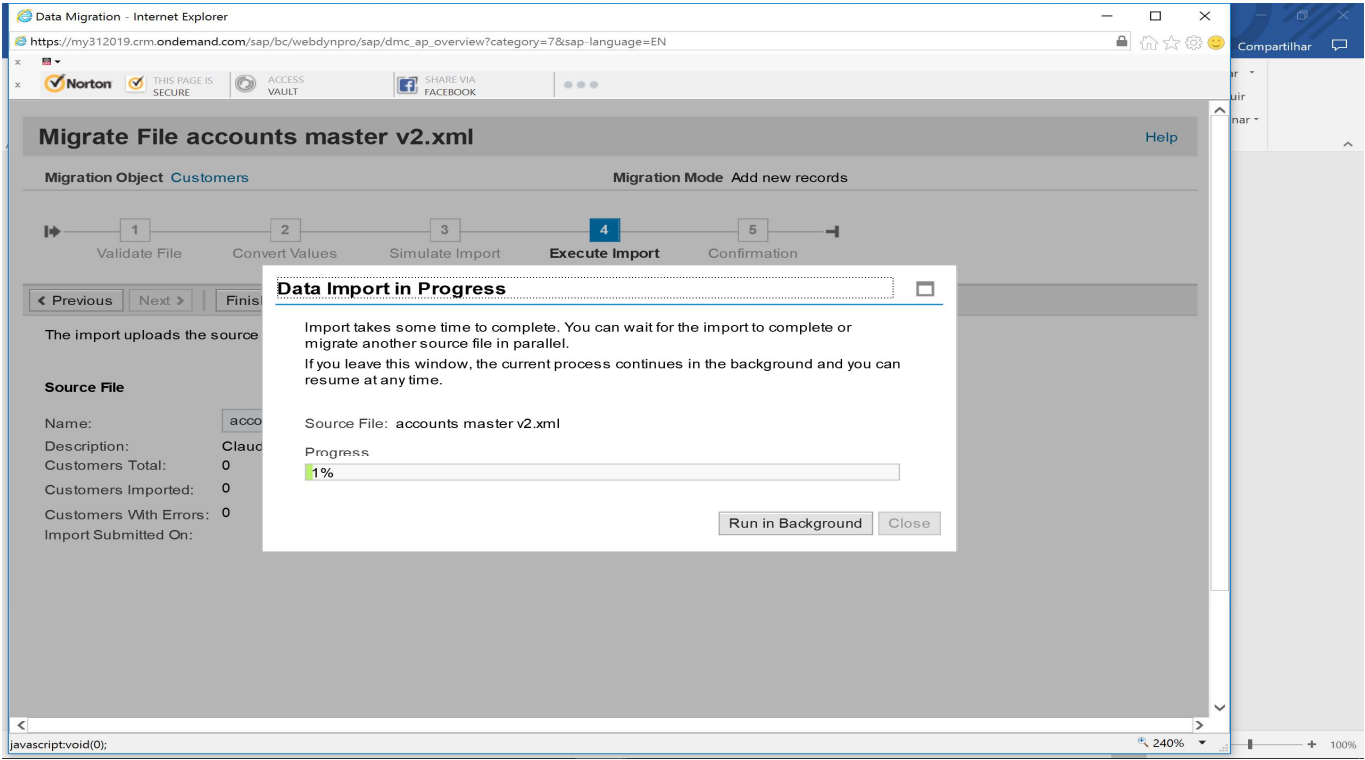 Data Migration - Internet Explorer
https://my312019.crm.ondemand.com/sap/bc/webdynpro/sap/dmc_ap_overview?category=7&sap-language=EN
Compartilhar
Norton THIS PAGE IS SECURE ACCESS VAULT SHARE VIA FACEBOOK
ar
uir
nar
Migrate File accounts master v2.xml Help
Migration Object Customers Migration Mode Add new records
1 2 3 4 5
Validate File Convert Values Simulate Import Execute Import Confirmation
Previous Next Finis
The import uploads the source
Source File
Name: acco
Description: Claud
Customers Total: 0
Customers Imported: 0
Customers With Errors: 0
Import Submitted On:
Data Import in Progress
Import takes some time to complete. You can wait for the import to complete or
migrate another source file in parallel.
If you leave this window, the current process continues in the background and you can
resume at any time.
Source File: accounts master v2.xml
Progress
1%
Run in Background Close
javascript:void(0); 240% 100%